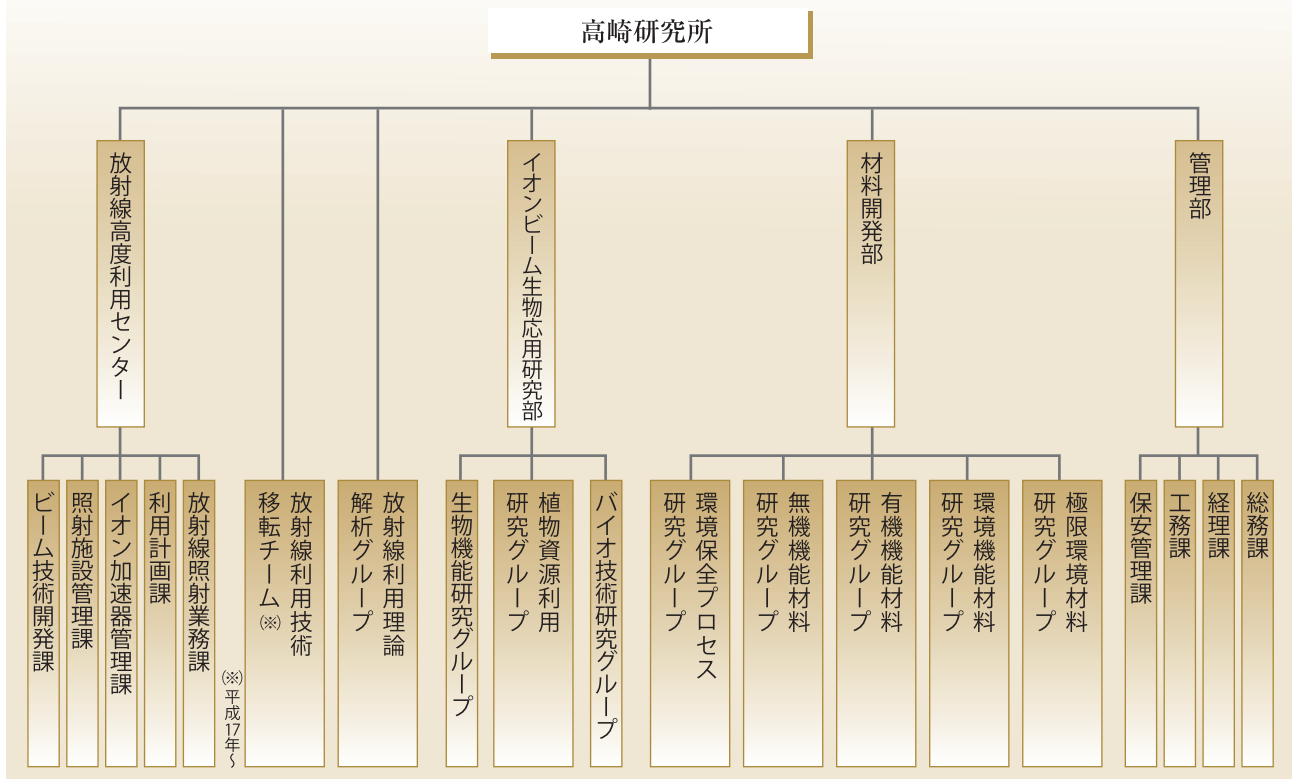 高崎研究所
管理部
総務課
経理課
工務課
保安管理課
材料開発部
極限環境材料
研究グループ
環境機能材料
研究グループ
有機機能材料
研究グループ
無機機能材料
研究グループ
環境保全プロセス
研究グループ
イオンビーム生物応用研究部
バイオ技術研究グループ
植物資源利用
研究グループ
生物機能研究グループ
放射線利用理論
解析グループ
放射線利用技術
移転チーム(※)
(※)平成17年〜
放射線高度利用センター
放射線照射業務課
利用計画課
イオン加速器管理課
照射施設管理課
ビーム技術開発課